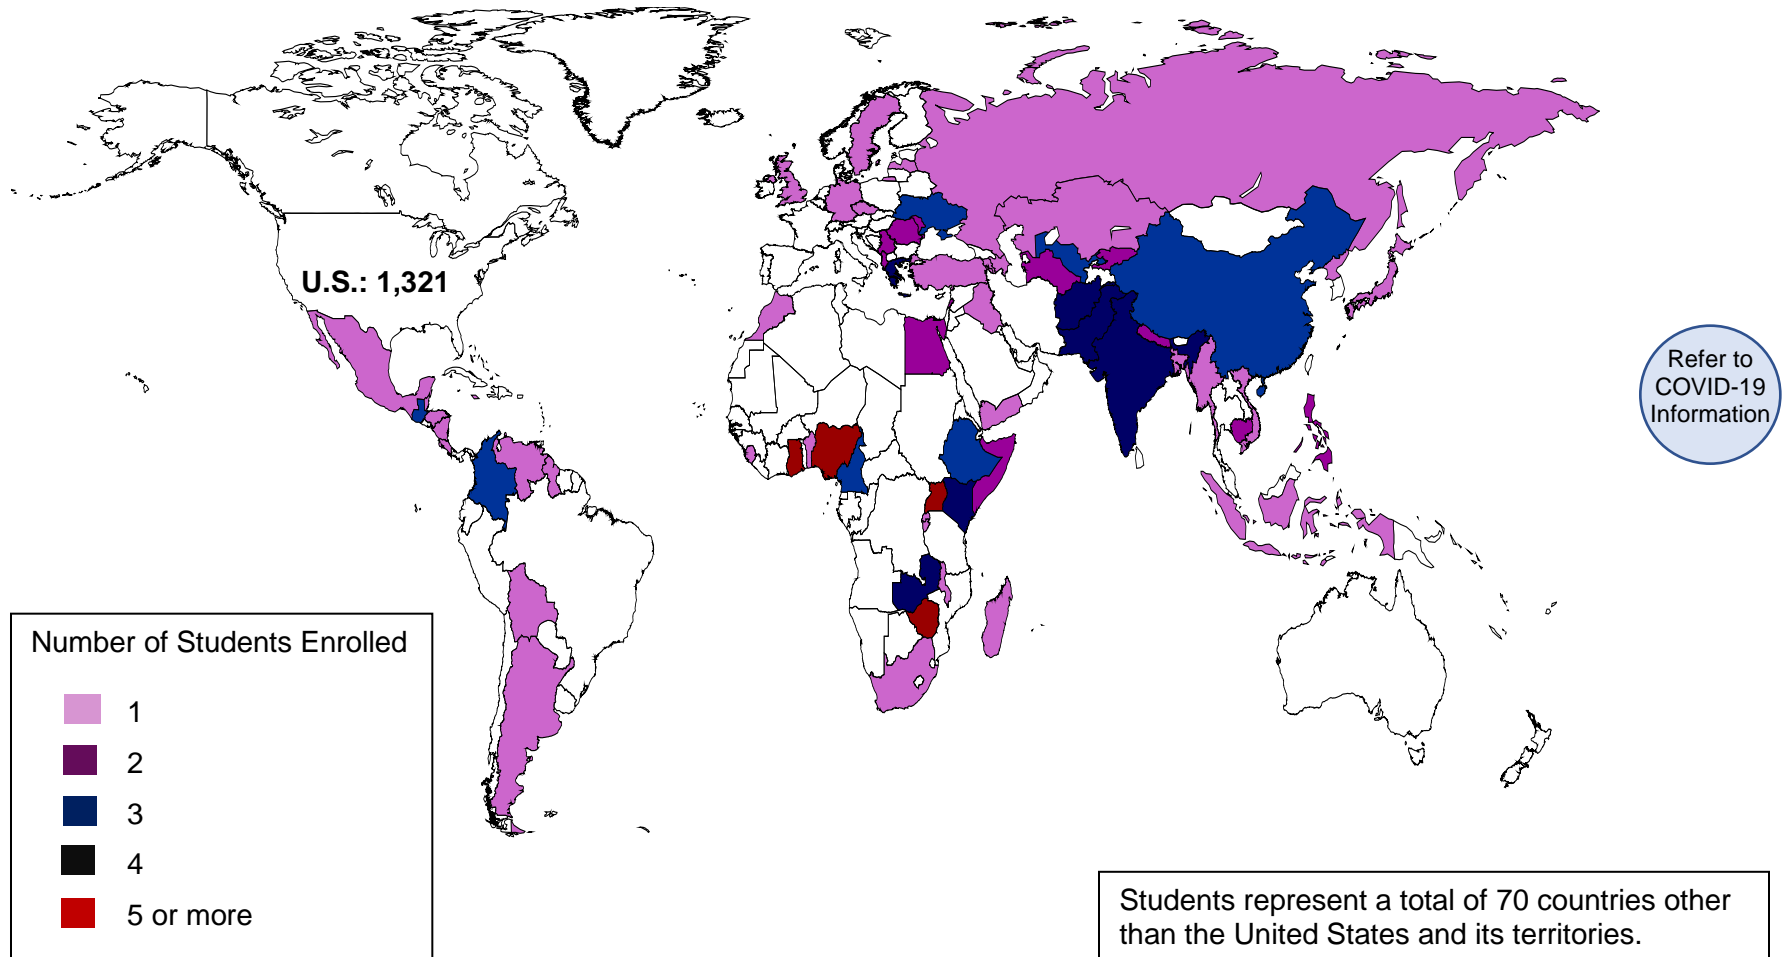 U.S.: 1,321
Refer to
COVID-19
Information
Number of Students Enrolled
1
2
3
4
5 or more
Students represent a total of 70 countries other
than the United States and its territories.